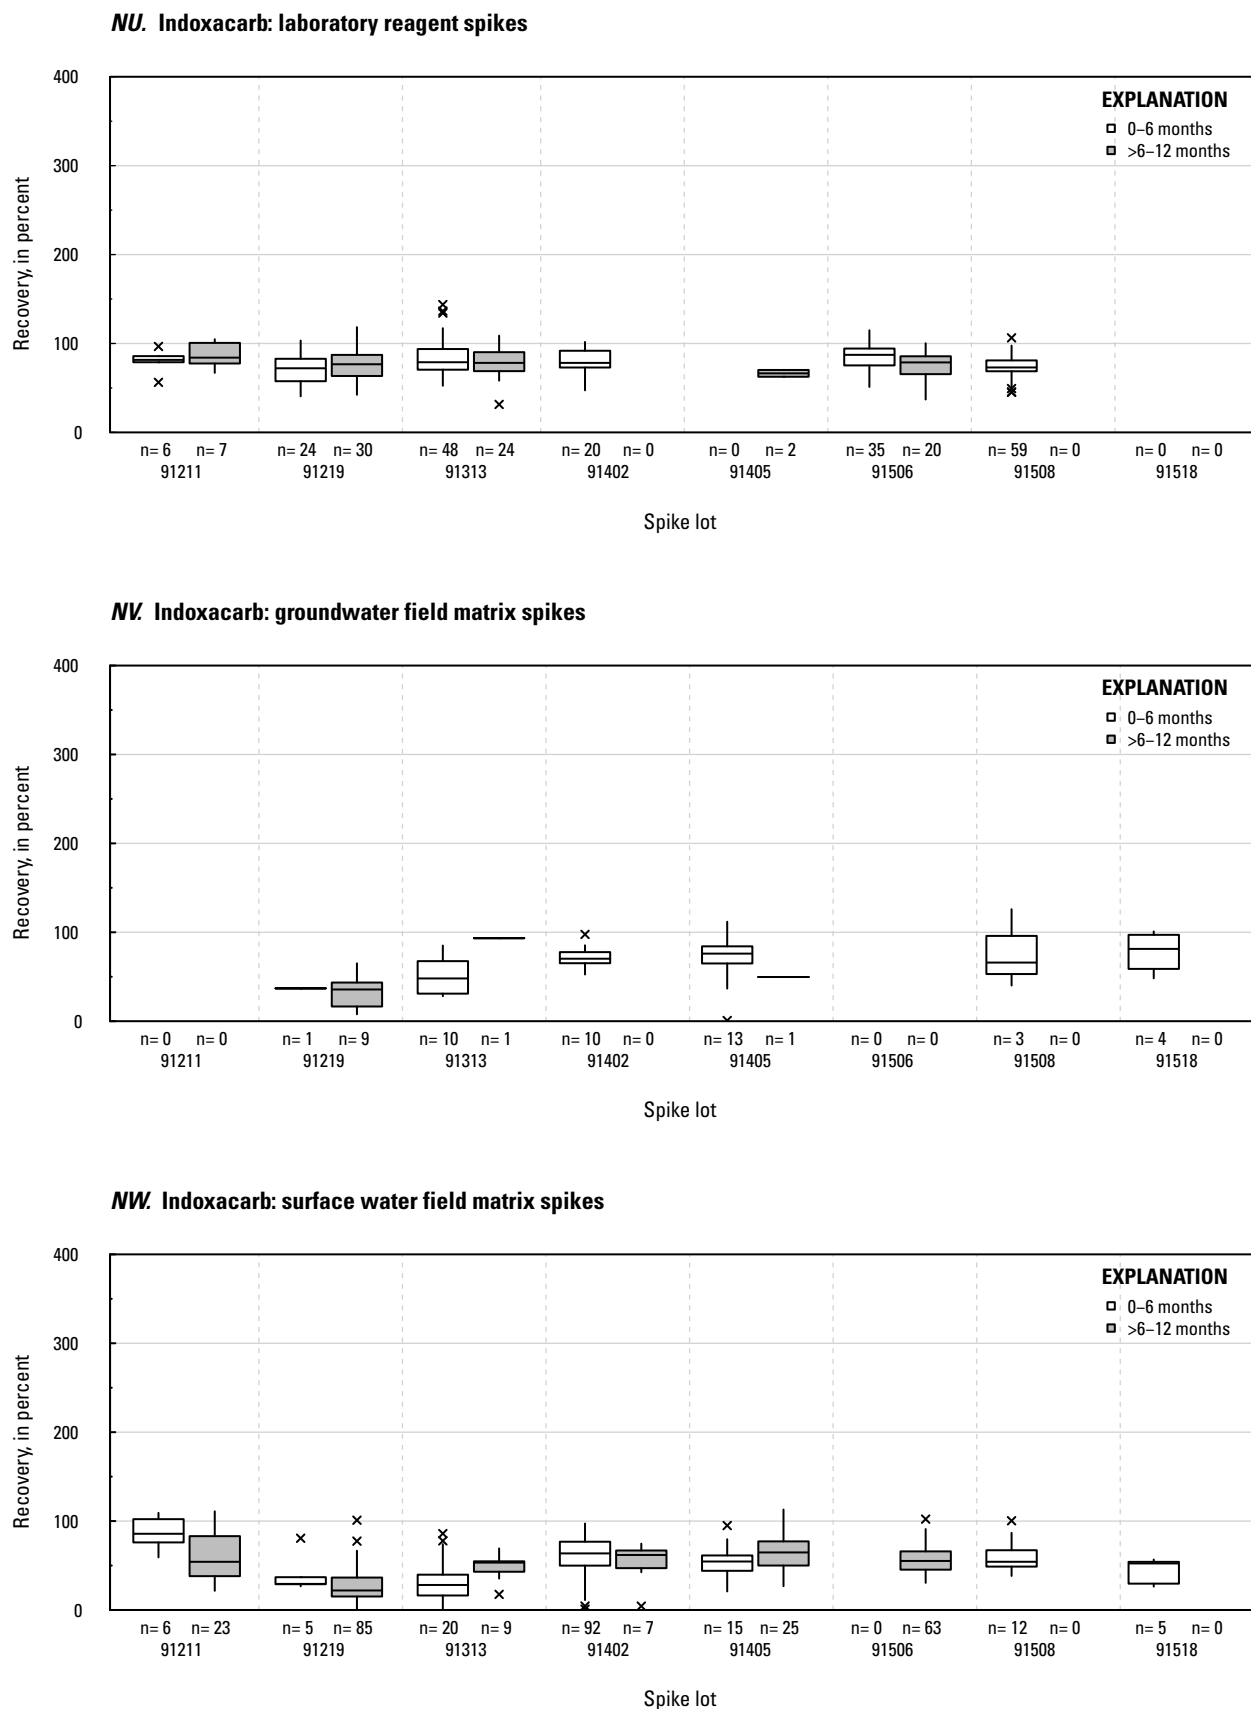 NU. Indoxacarb: laboratory reagent spikes
400
EXPLANATION
0–6 months
>6–12 months
300
200
100
0
Recovery, in percent
n= 6 n= 7 n= 24 n= 30 n= 48 n= 24 n= 20 n= 0 n= 0 n= 2 n= 35 n= 20 n= 59 n= 0 n= 0 n= 0
91211 91219 91313 91402 91405 91506 91508 91518
Spike lot
NV. Indoxacarb: groundwater field matrix spikes
400
EXPLANATION
0–6 months
>6–12 months
300
200
100
0
Recovery, in percent
n= 0 n= 0 n= 1 n= 9 n= 10 n= 1 n= 10 n= 0 n= 13 n= 1 n= 0 n= 0 n= 3 n= 0 n= 4 n= 0
91211 91219 91313 91402 91405 91506 91508 91518
Spike lot
NW. Indoxacarb: surface water field matrix spikes
400
EXPLANATION
0–6 months
>6–12 months
300
200
100
0
Recovery, in percent
n= 6 n= 23 n= 5 n= 85 n= 20 n= 9 n= 92 n= 7 n= 15 n= 25 n= 0 n= 63 n= 12 n= 0 n= 5 n= 0
91211 91219 91313 91402 91405 91506 91508 91518
Spike lot